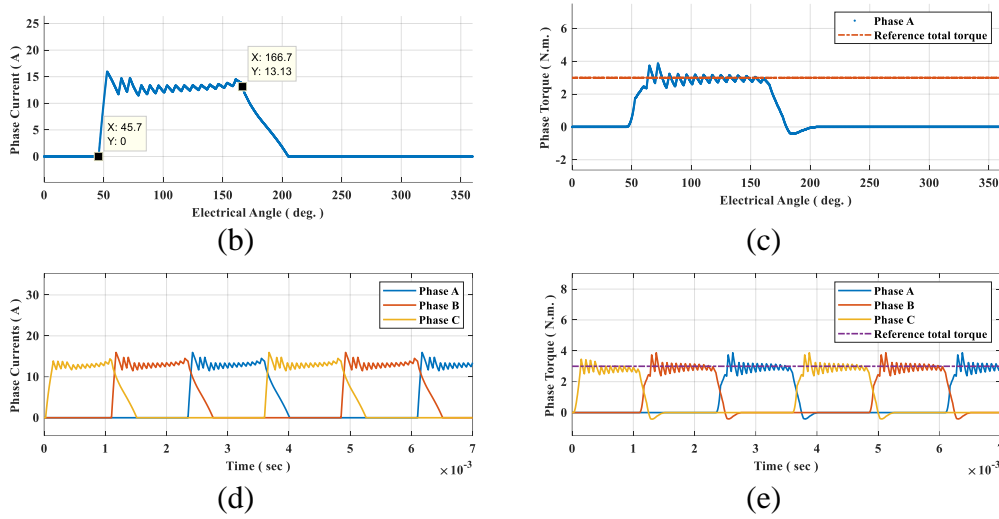 25
20
15
10
5
0
Phase Current ( A )
X: 166.7
Y: 13.13
X: 45.7
Y: 0
0 50 100 150 200 250 300 350
Electrical Angle ( deg. )
(b)
6
4
2
0
-2
Phase Torque ( N.m. )
Phase A
Reference total torque
0 50 100 150 200 250 300 350
Electrical Angle ( deg. )
(c)
30
20
10
0
Phase Currents ( A )
Phase A
Phase B
Phase C
0 1 2 3 4 5 6 7
Time ( sec )
× 10⁻³
(d)
8
6
4
2
0
Phase Torque ( N.m. )
Phase A
Phase B
Phase C
Reference total torque
0 1 2 3 4 5 6 7
Time ( sec )
× 10⁻³
(e)